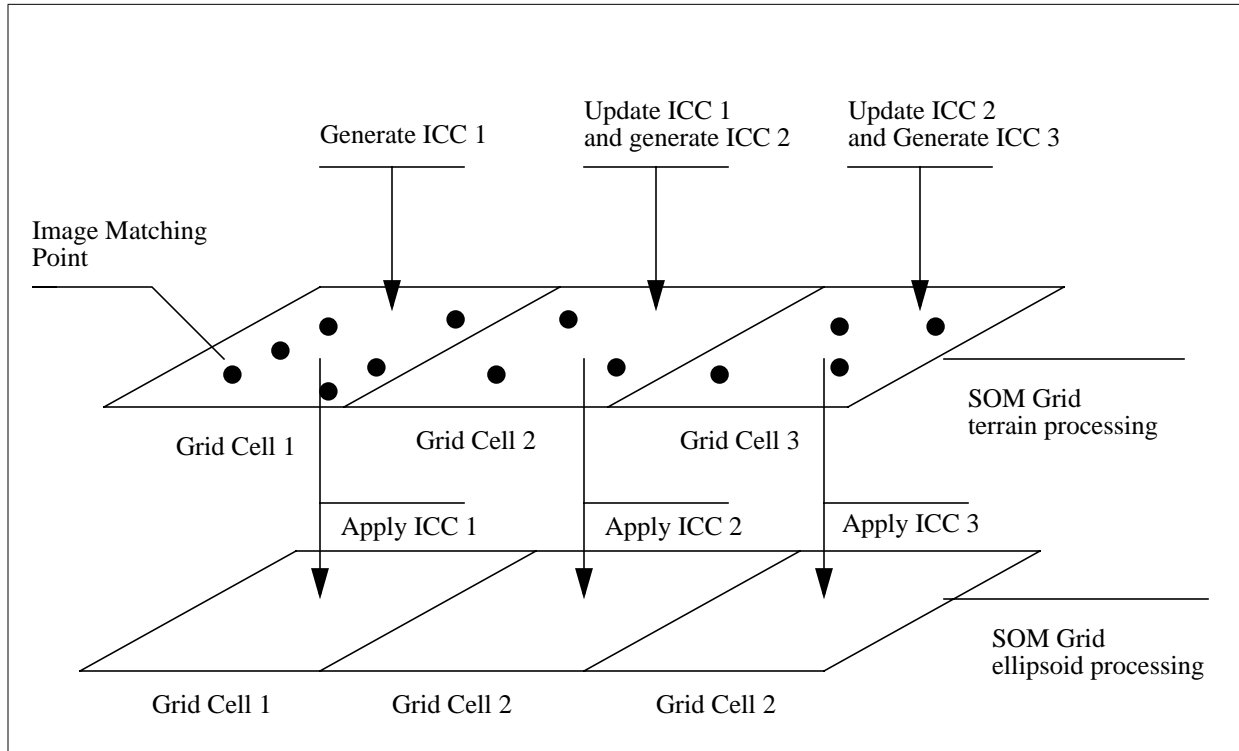 Generate ICC 1
Update ICC 1
and generate ICC 2
Update ICC 2
and Generate ICC 3
Image Matching
Point
SOM Grid
terrain processing
Grid Cell 1
Grid Cell 2
Grid Cell 3
Apply ICC 1
Apply ICC 2
Apply ICC 3
SOM Grid
ellipsoid processing
Grid Cell 1
Grid Cell 2
Grid Cell 2